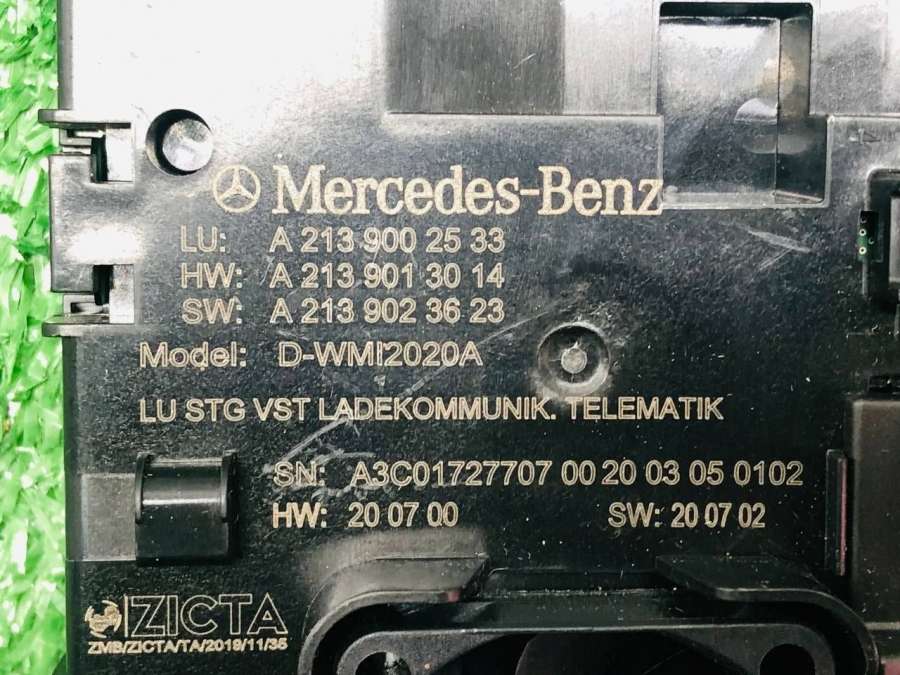 Mercedes-Benz
LU: A 213 900 25 33
HW: A 213 901 30 14
SW: A 213 902 36 23
Model: D-WMI2020A
LU STG VST LADEKOMMUNIK. TELEMATIK
SN: A3C01727707 00 20 03 05 0102
HW: 20 07 00 SW: 20 07 02
ZICTA
ZMB/ZICTA/TA/2019/11/35